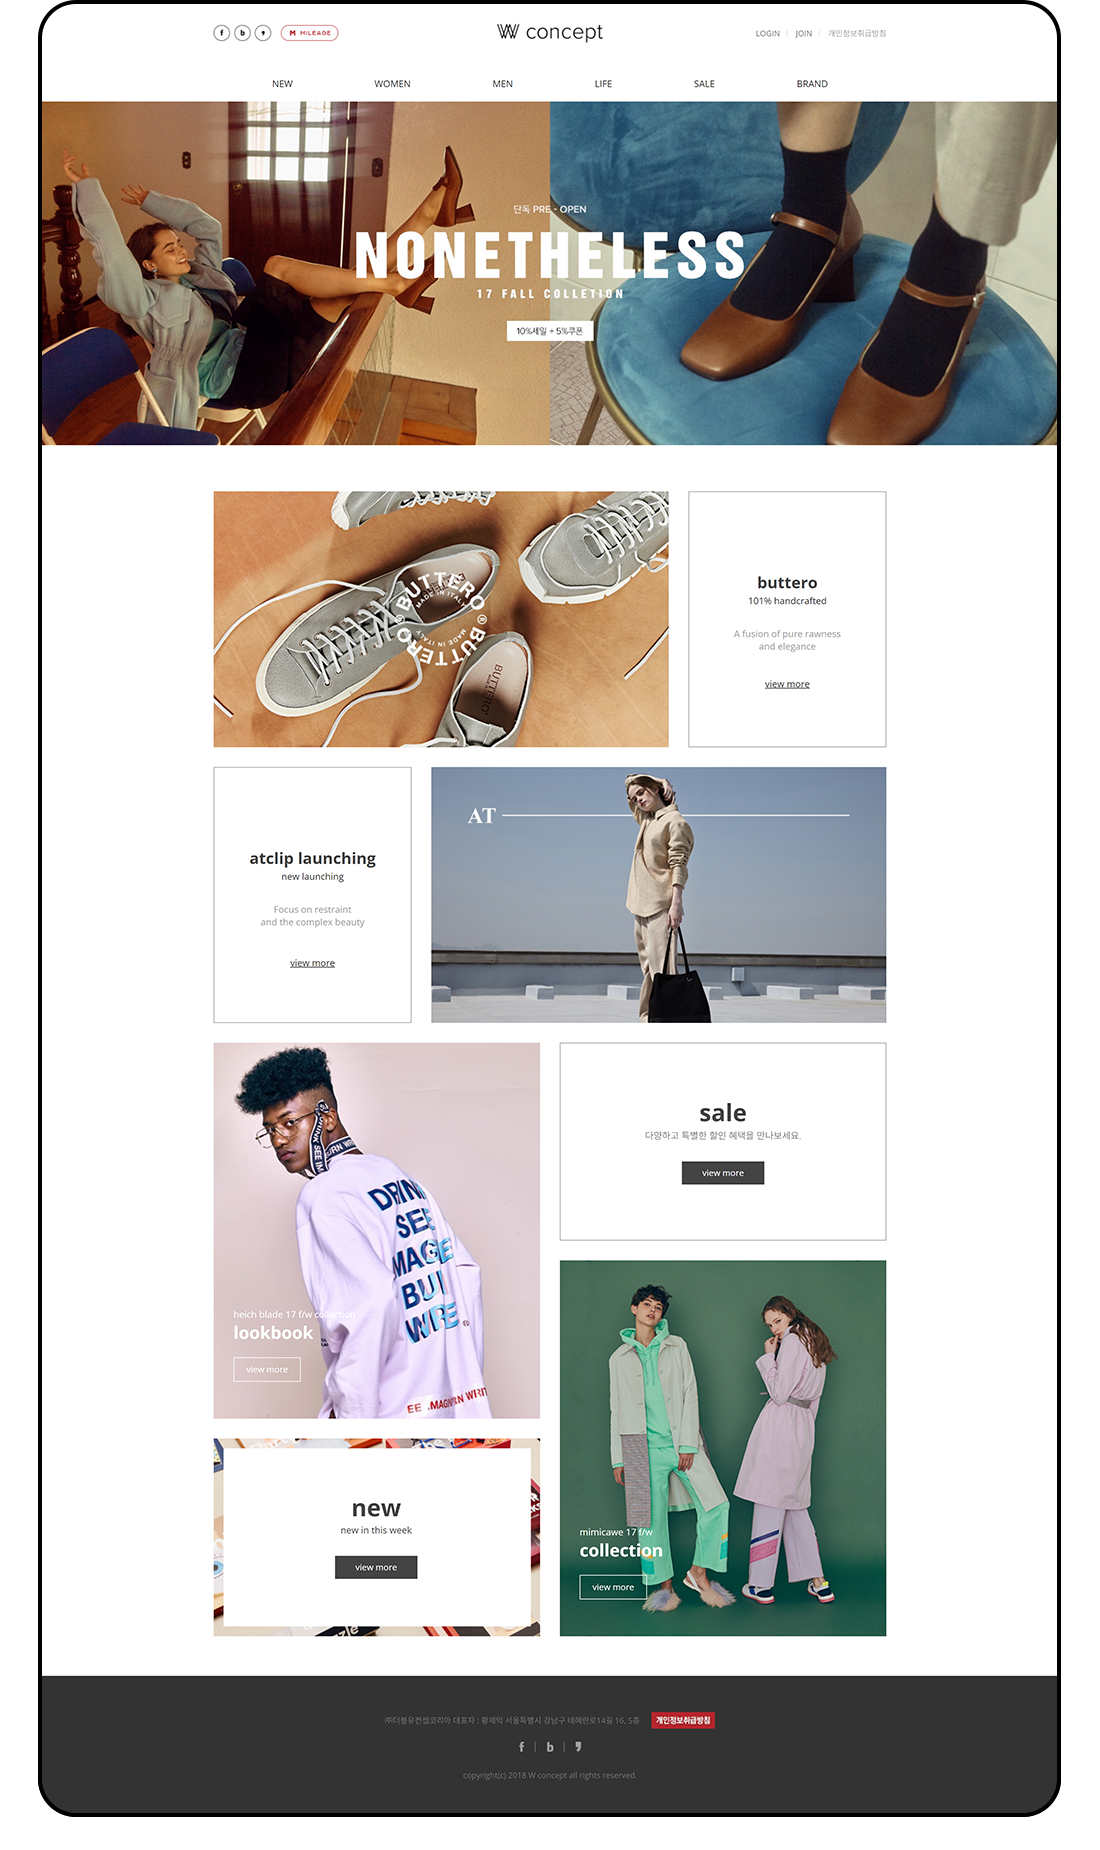 f b M MILEAGE
W concept
LOGIN | JOIN | 개인정보취급방침
NEW WOMEN MEN LIFE SALE BRAND
단독 PRE - OPEN
NONETHELESS
17 FALL COLLETION
10%세일 + 5%쿠폰
BUTTERO® BUTTERO®
MADE IN ITALY MADE IN ITALY
BUTTERO
buttero
101% handcrafted
A fusion of pure rawness
and elegance
view more
atclip launching
new launching
Focus on restraint
and the complex beauty
view more
AT
DRINK
SEE
IMAGE
BUR
WRE
®
heich blade 17 f/w collection
lookbook
view more
sale
다양하고 특별한 할인 혜택을 만나보세요.
view more
new
new in this week
view more
mimicawe 17 f/w
collection
view more
㈜더블유컨셉코리아 대표자 : 황재익 서울특별시 강남구 테헤란로14길 16, 5층 개인정보취급방침
f | b |
copyright(c) 2018 W concept all rights reserved.